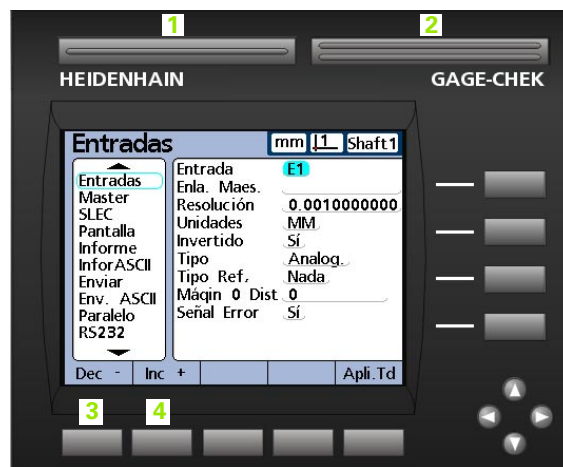 1 2
HEIDENHAIN GAGE-CHEK
Entradas mm 1 Shaft1
Entradas
Master
SLEC
Pantalla
Informe
InforASCII
Enviar
Env. ASCII
Paralelo
RS232
Entrada E1
Enla. Maes.
Resolución 0.0010000000
Unidades MM
Invertido Sí
Tipo Analog.
Tipo Ref, Nada
Máqin 0 Dist 0
Señal Error Sí
Dec - Inc + Apli.Td
3 4